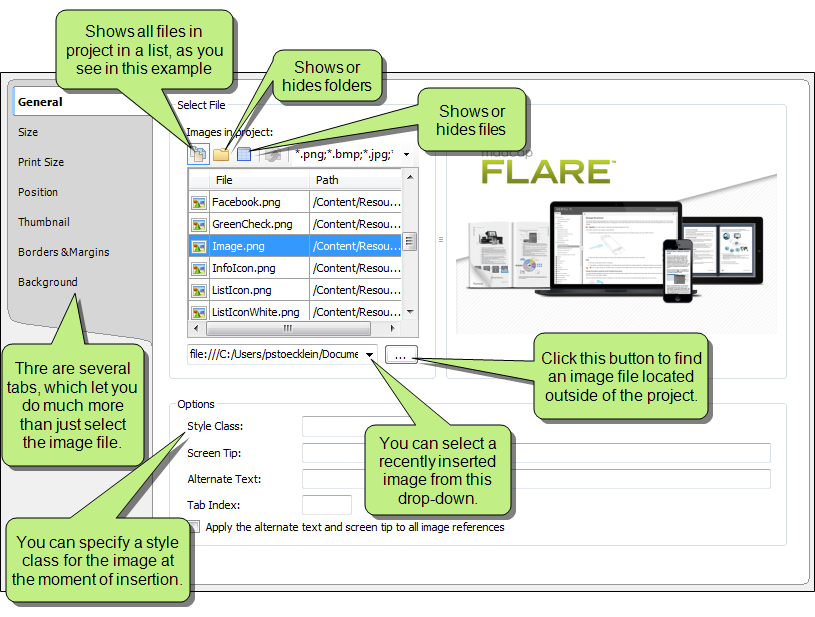 Shows all files in
project in a list, as you
see in this example
Shows or
hides folders
Shows or
hides files
General
Size
Print Size
Position
Thumbnail
Borders &Margins
Background
Select File
Images in project:
*.png;*.bmp;*.jpg;*
File Path
Facebook.png /Content/Resou...
GreenCheck.png /Content/Resou...
Image.png /Content/Resou...
InfoIcon.png /Content/Resou...
ListIcon.png /Content/Resou...
ListIconWhite.png /Content/Resou...
file:///C:/Users/pstoecklein/Docume
...
madcap
FLARE™
Click this button to find
an image file located
outside of the project.
Thre are several
tabs, which let you
do much more
than just select
the image file.
Options
Style Class:
Screen Tip:
Alternate Text:
Tab Index:
Apply the alternate text and screen tip to all image references
You can select a
recently inserted
image from this
drop-down.
You can specify a style
class for the image at
the moment of insertion.